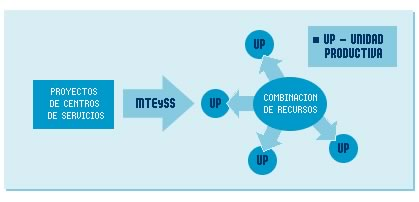 PROYECTOS
DE CENTROS
DE SERVICIOS
MTEySS
UP
UP
UP
UP
COMBINACION
DE RECURSOS
UP - UNIDAD
PRODUCTIVA